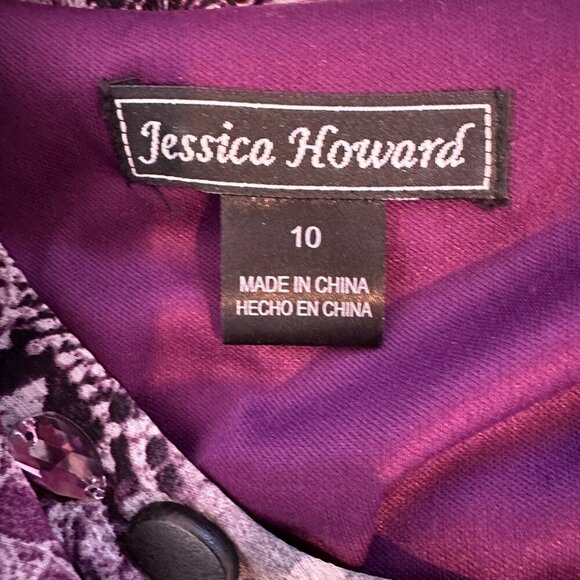 Jessica Howard
10
MADE IN CHINA
HECHO EN CHINA